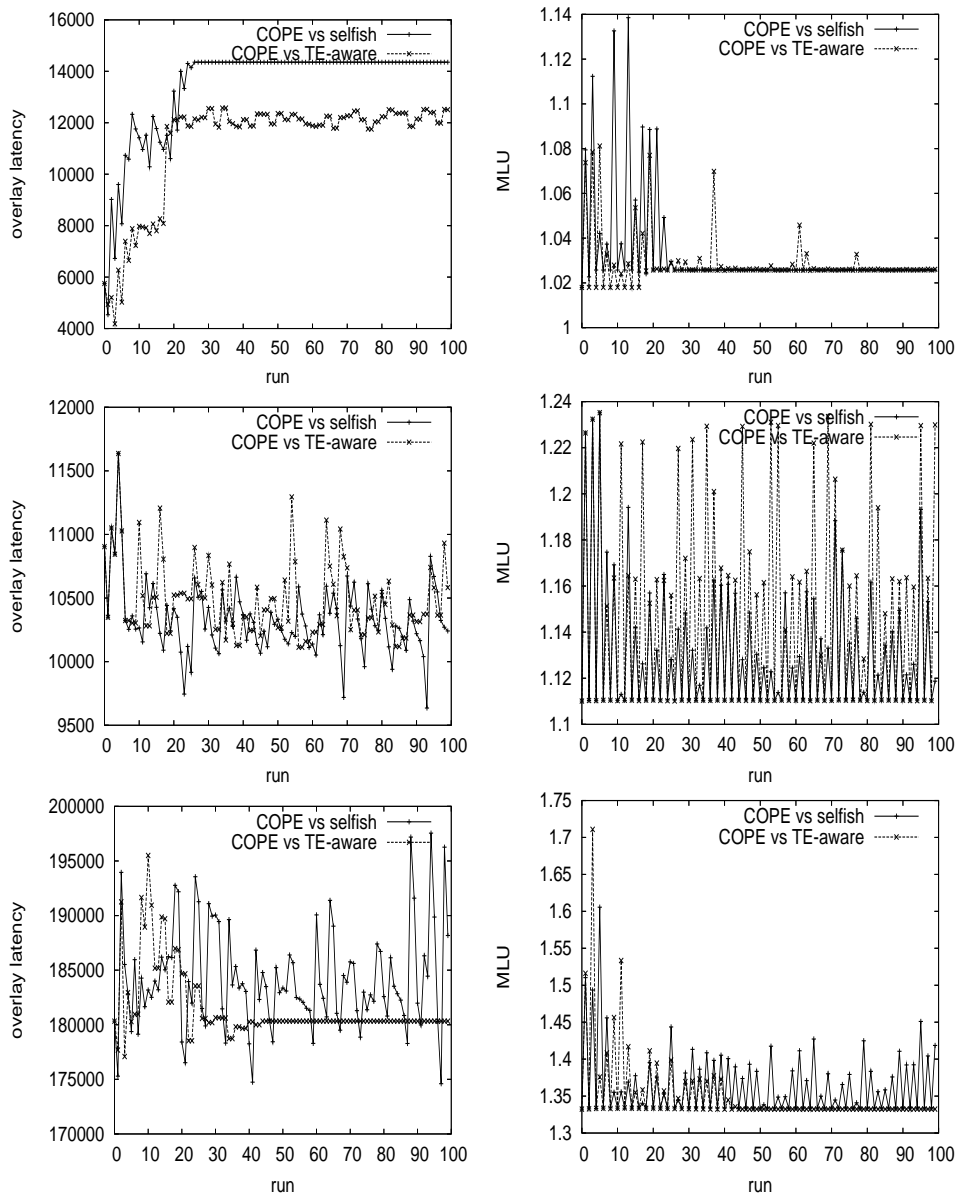 16000
14000
12000
10000
8000
6000
4000
overlay latency
COPE vs selfish
COPE vs TE-aware
0 10 20 30 40 50 60 70 80 90 100
run
1.14
1.12
1.1
1.08
1.06
1.04
1.02
1
MLU
COPE vs selfish
COPE vs TE-aware
0 10 20 30 40 50 60 70 80 90 100
run
12000
11500
11000
10500
10000
9500
overlay latency
COPE vs selfish
COPE vs TE-aware
0 10 20 30 40 50 60 70 80 90 100
run
1.24
1.22
1.2
1.18
1.16
1.14
1.12
1.1
MLU
COPE vs selfish
COPE vs TE-aware
0 10 20 30 40 50 60 70 80 90 100
run
200000
195000
190000
185000
180000
175000
170000
overlay latency
COPE vs selfish
COPE vs TE-aware
0 10 20 30 40 50 60 70 80 90 100
run
1.75
1.7
1.65
1.6
1.55
1.5
1.45
1.4
1.35
1.3
MLU
COPE vs selfish
COPE vs TE-aware
0 10 20 30 40 50 60 70 80 90 100
run